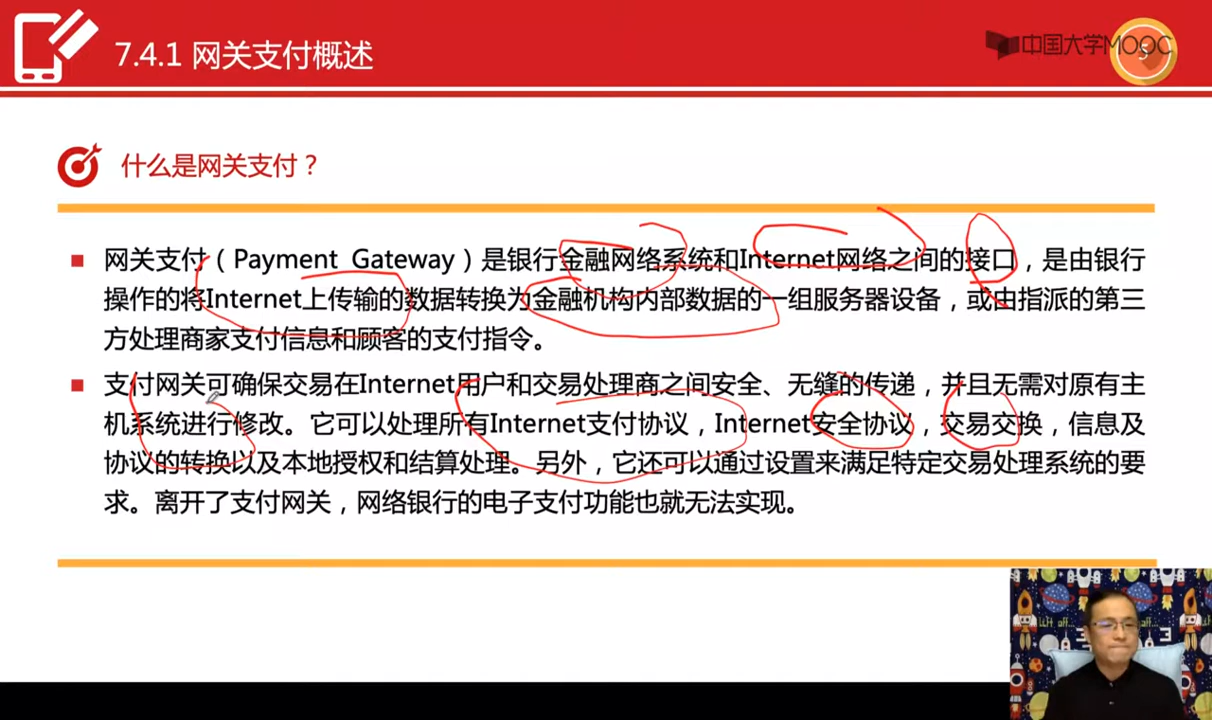 7.4.1 网关支付概述
中国大学MOOC
5
什么是网关支付？
网关支付（Payment Gateway）是银行金融网络系统和Internet网络之间的接口，是由银行
操作的将Internet上传输的数据转换为金融机构内部数据的一组服务器设备，或由指派的第三
方处理商家支付信息和顾客的支付指令。
支付网关可确保交易在Internet用户和交易处理商之间安全、无缝的传递，并且无需对原有主
机系统进行修改。它可以处理所有Internet支付协议，Internet安全协议，交易交换，信息及
协议的转换以及本地授权和结算处理。另外，它还可以通过设置来满足特定交易处理系统的要
求。离开了支付网关，网络银行的电子支付功能也就无法实现。